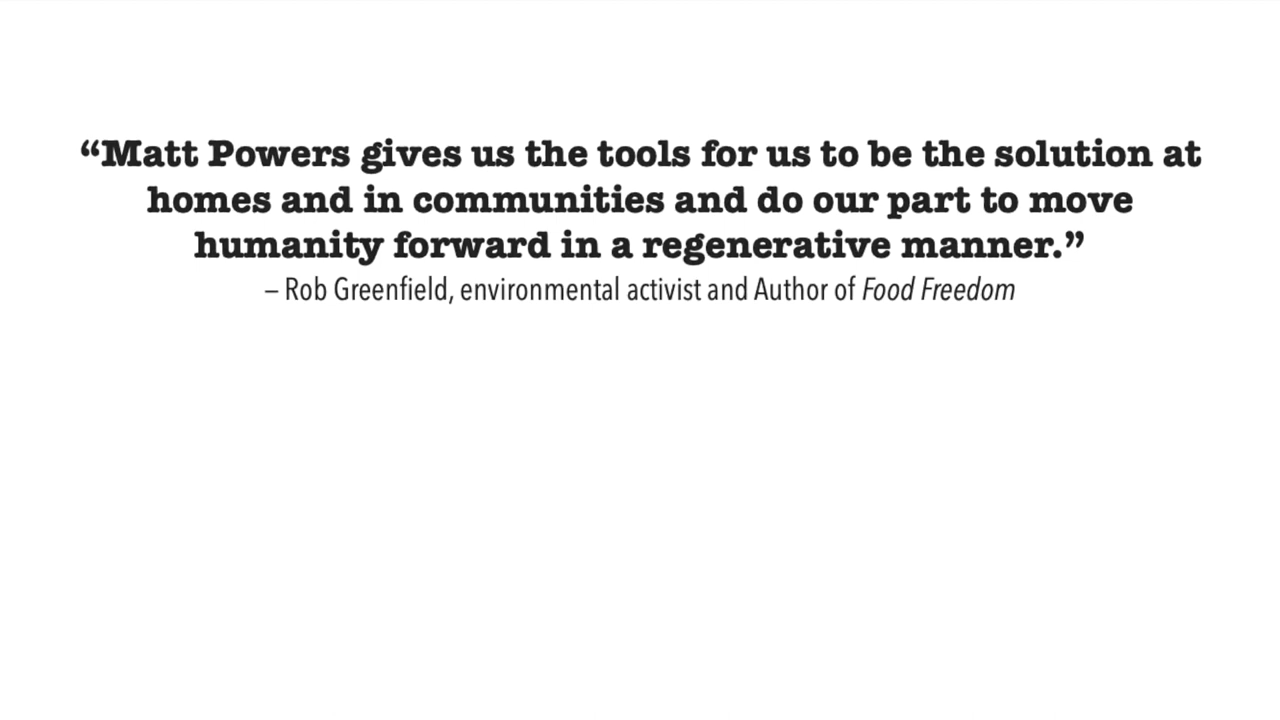 “Matt Powers gives us the tools for us to be the solution at
homes and in communities and do our part to move
humanity forward in a regenerative manner.”
– Rob Greenfield, environmental activist and Author of Food Freedom